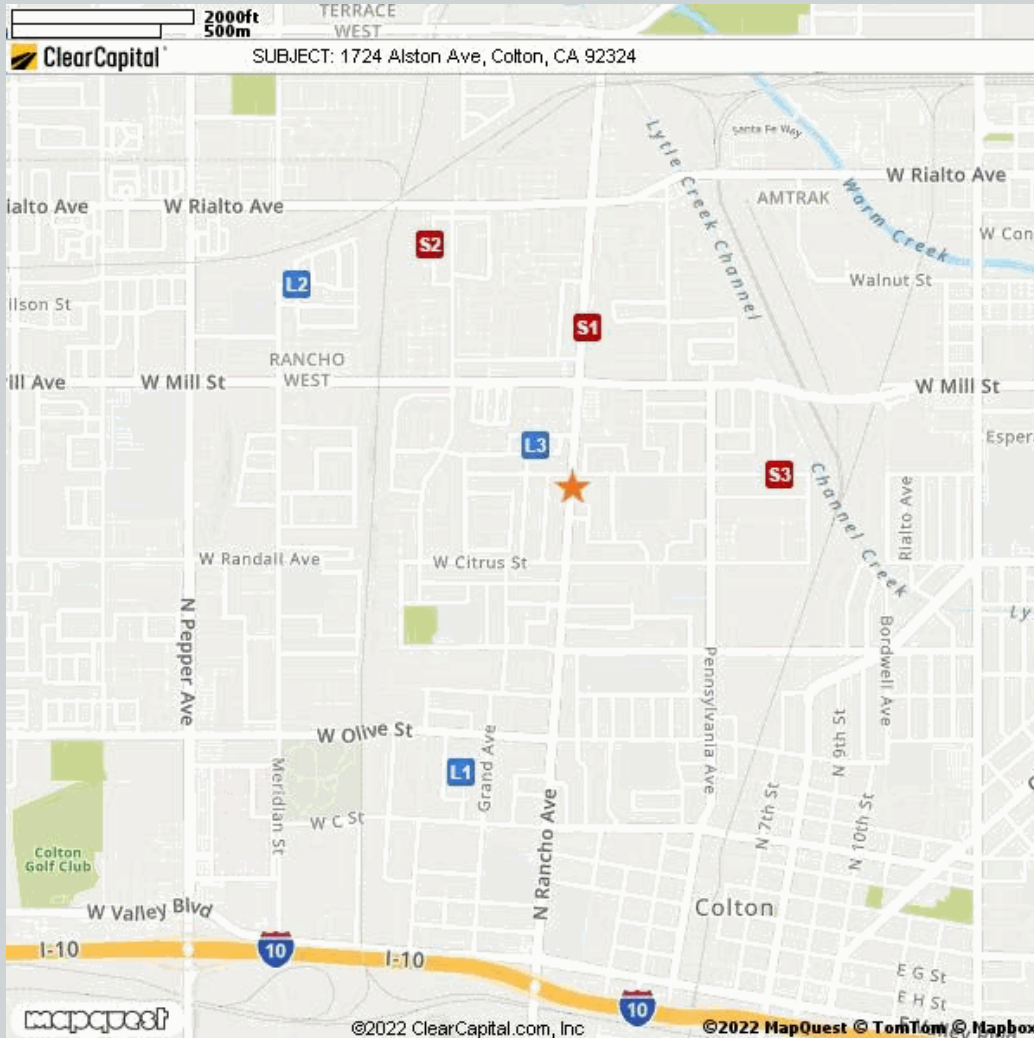 2000ft
500m
TERRACE
WEST
ClearCapital
SUBJECT: 1724 Alston Ave, Colton, CA 92324
Santa Fe Way
Lytle Creek Channel
W Rialto Ave
ialto Ave
W Rialto Ave
AMTRAK
Warm Creek
W Con
S2
L2
Walnut St
ilson St
S1
RANCHO
WEST
ill Ave
W Mill St
W Mill St
Esper
L3
S3
Channel Creek
Rialto Ave
W Randall Ave
W Citrus St
N Pepper Ave
Ly
Bordwell Ave
Pennsylvania Ave
W Olive St
N 9th St
Grand Ave
L1
Meridian St
N 7th St
N 10th St
W C St
N Rancho Ave
Colton
Golf Club
Colton
W Valley Blvd
I-10
10
I-10
E G St
E H St
10
mapquest
©2022 ClearCapital.com, Inc
©2022 MapQuest © TomTom © Mapbox